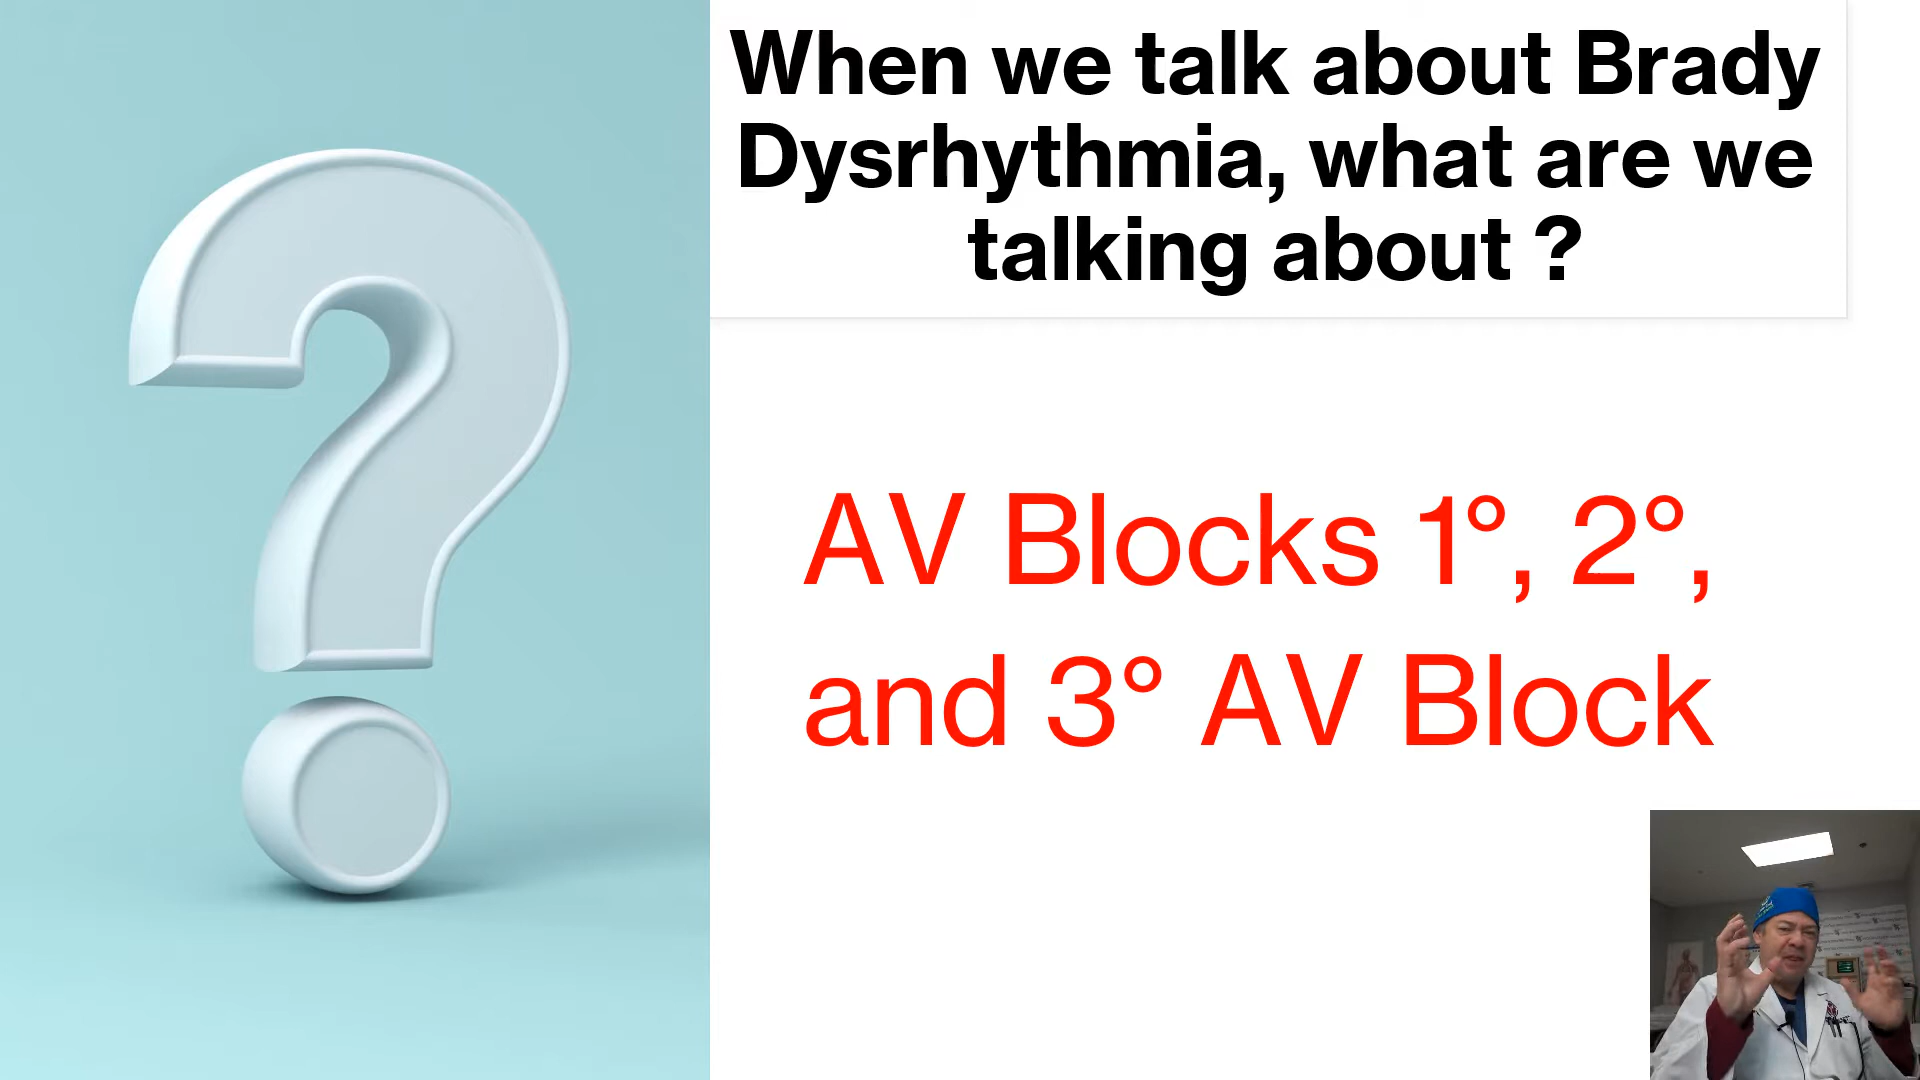 When we talk about Brady
Dysrhythmia, what are we
talking about ?
AV Blocks 1°, 2°,
and 3° AV Block